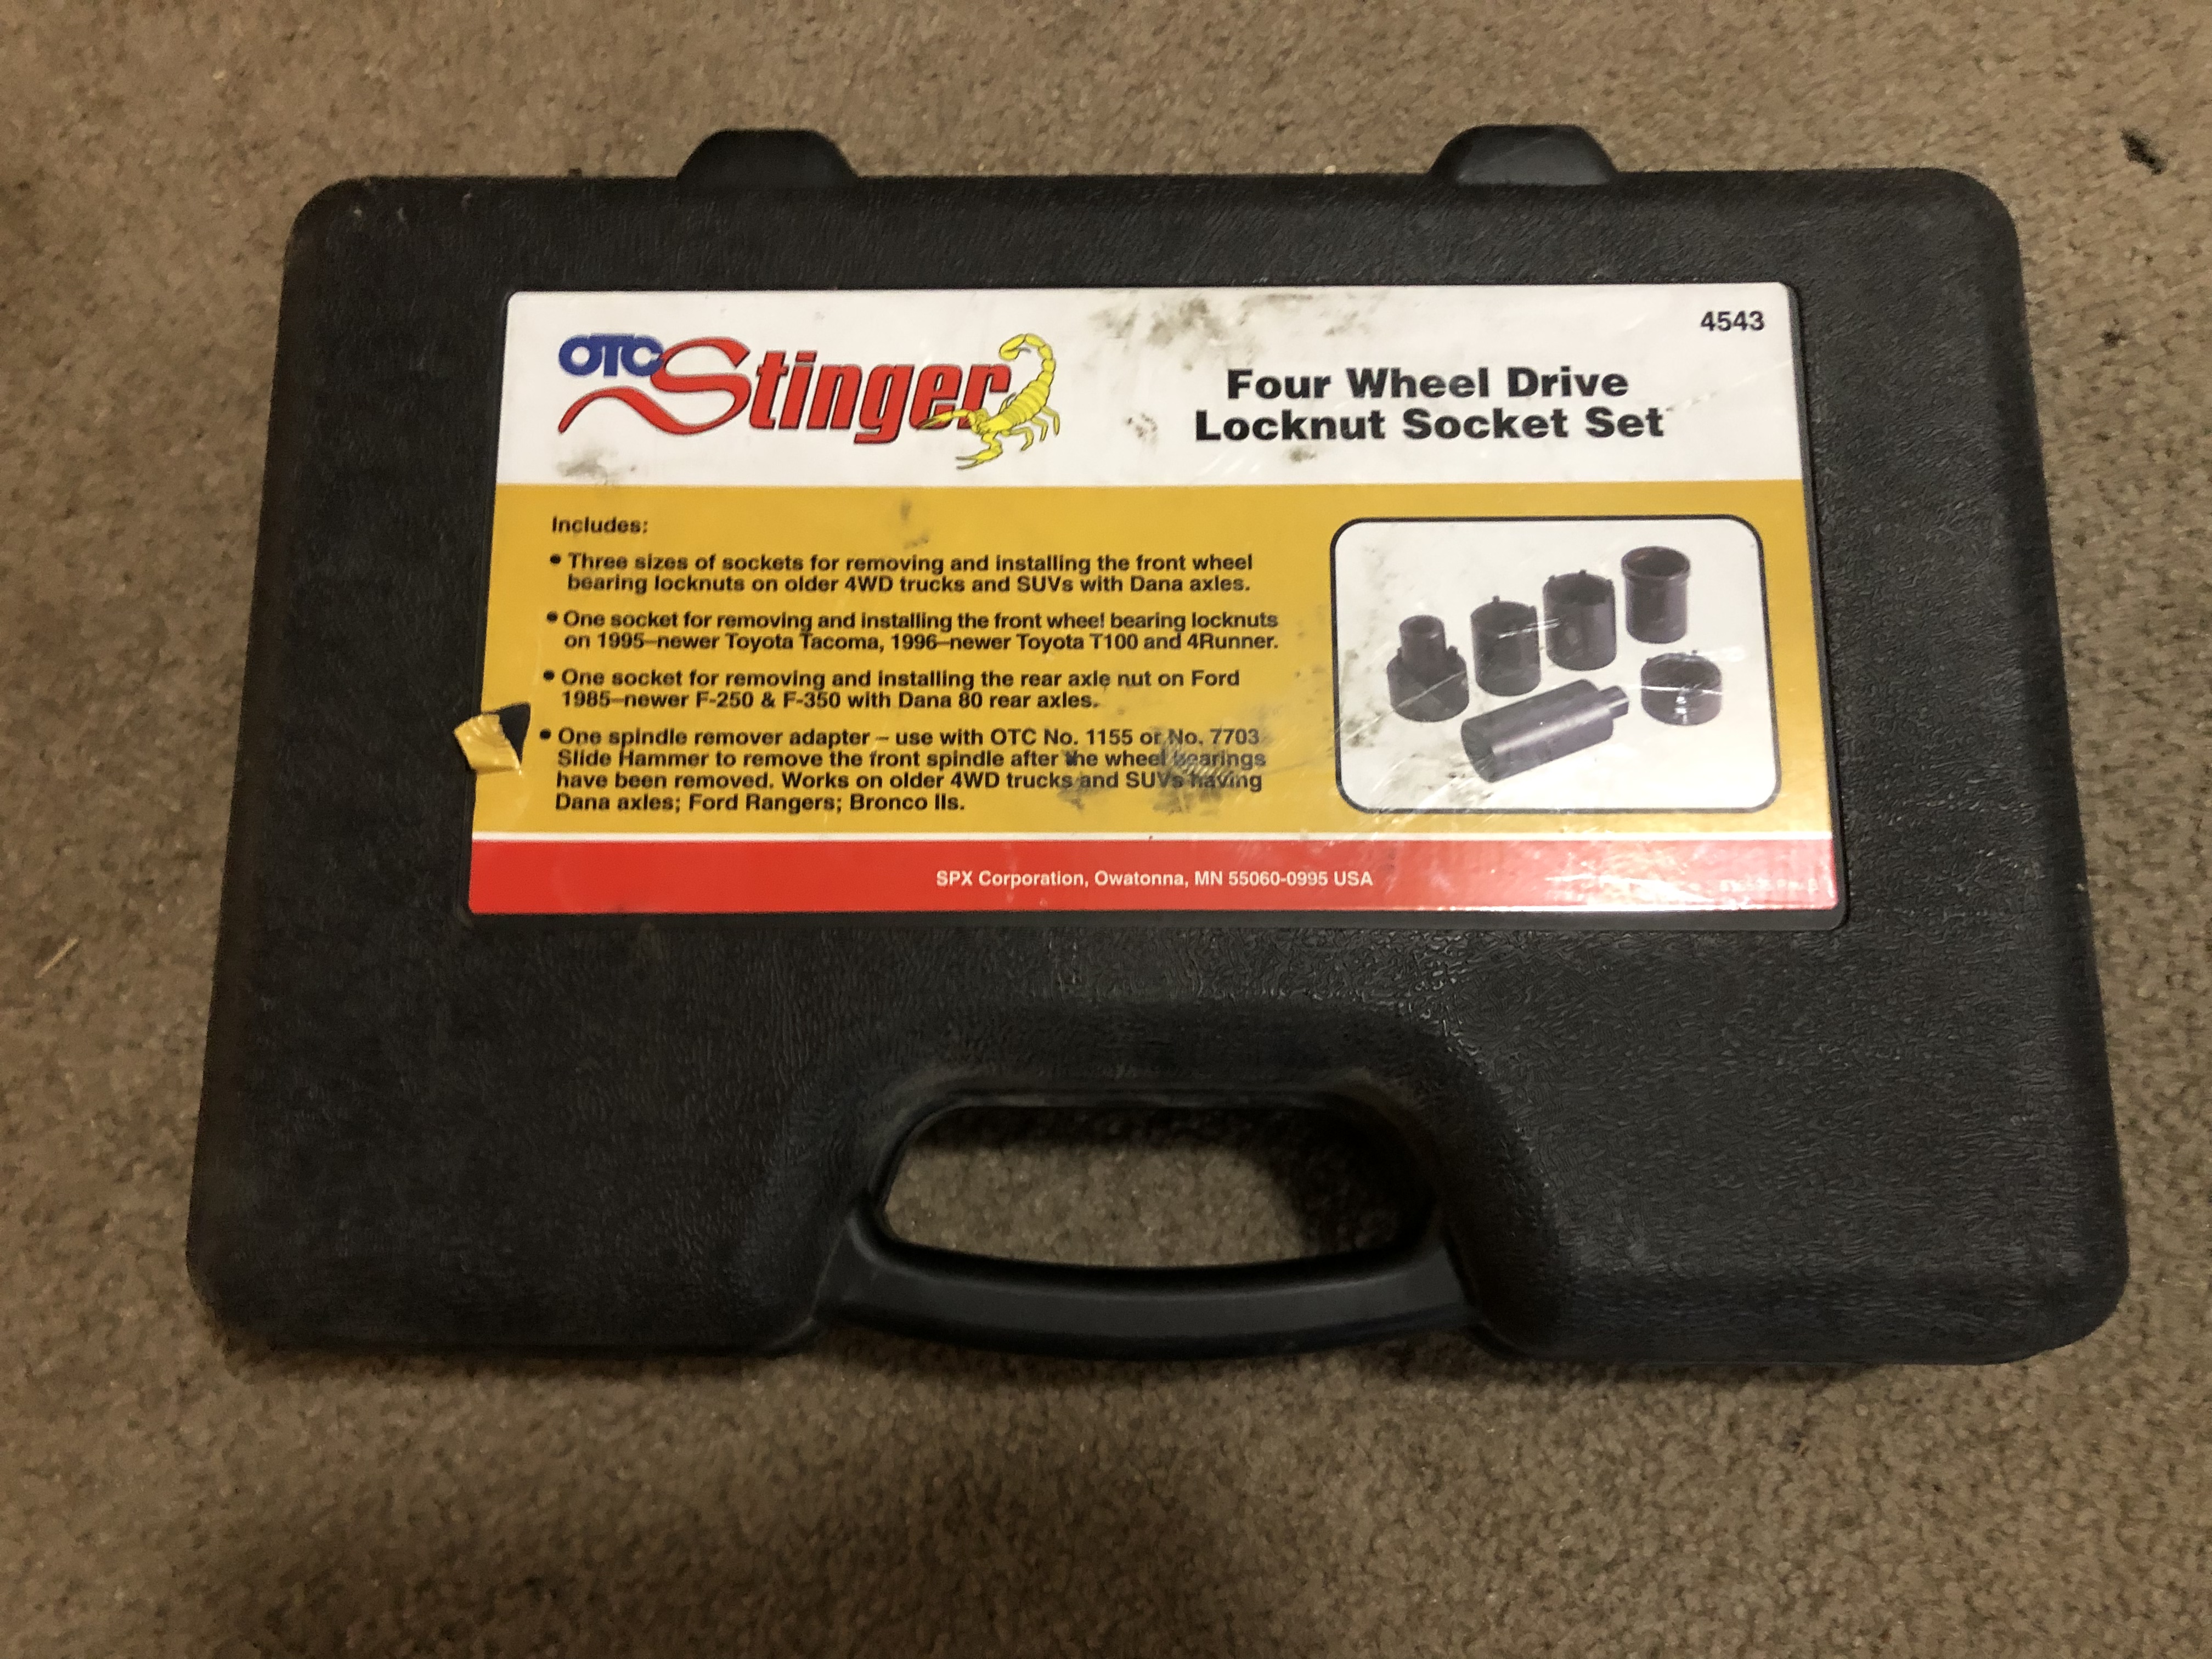 4543
OTC Stinger
Four Wheel Drive
Locknut Socket Set
Includes:
• Three sizes of sockets for removing and installing the front wheel
bearing locknuts on older 4WD trucks and SUVs with Dana axles.
• One socket for removing and installing the front wheel bearing locknuts
on 1995–newer Toyota Tacoma, 1996–newer Toyota T100 and 4Runner.
• One socket for removing and installing the rear axle nut on Ford
1985–newer F-250 & F-350 with Dana 80 rear axles.
• One spindle remover adapter – use with OTC No. 1155 or No. 7703
Slide Hammer to remove the front spindle after the wheel bearings
have been removed. Works on older 4WD trucks and SUVs having
Dana axles; Ford Rangers; Bronco IIs.
SPX Corporation, Owatonna, MN 55060-0995 USA